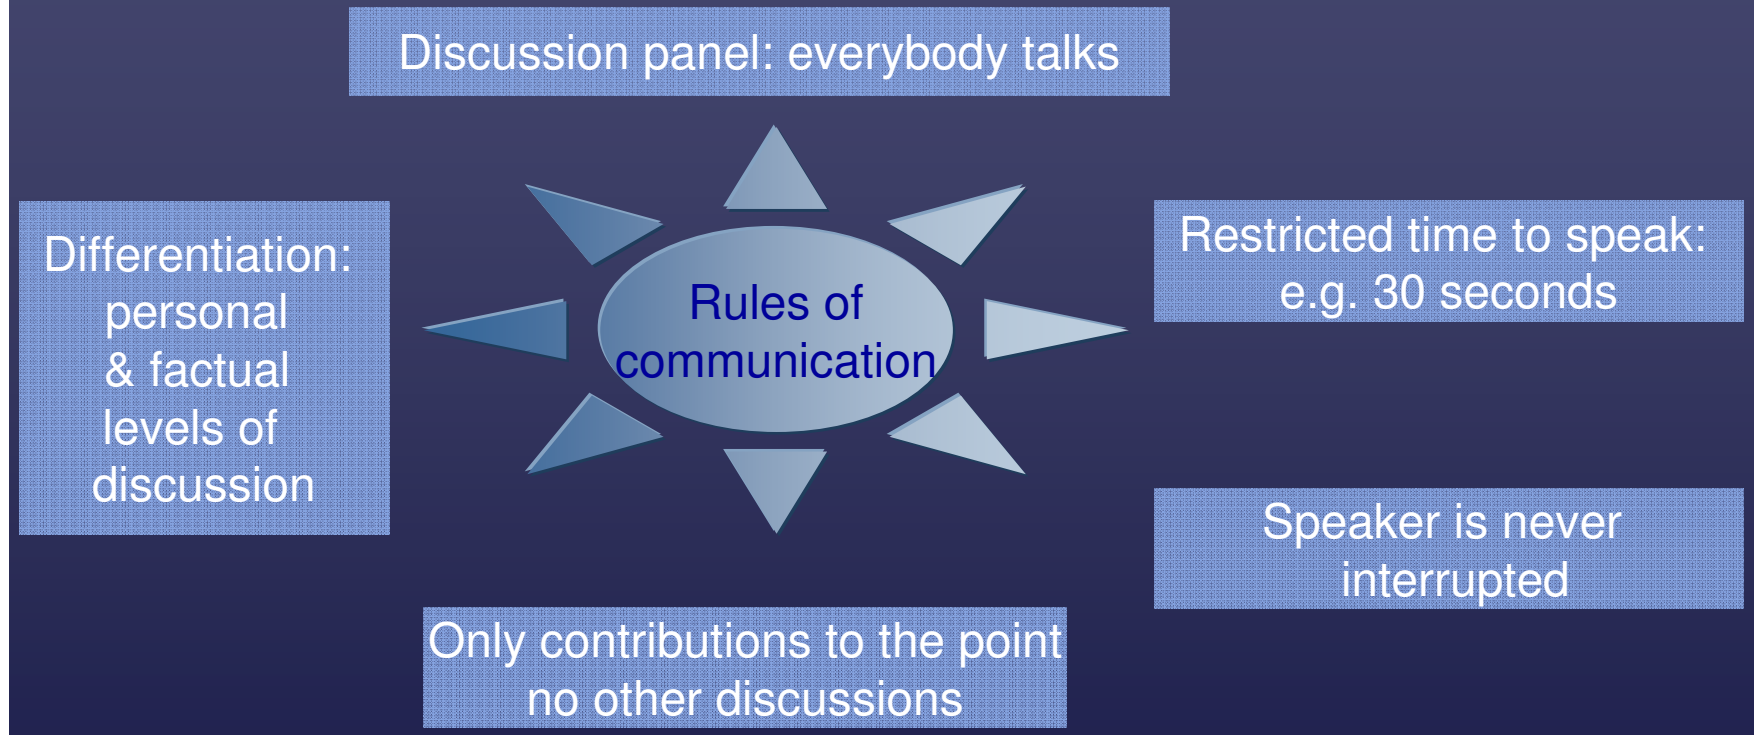 Discussion panel: everybody talks
Differentiation:
personal
& factual
levels of
discussion
Rules of
communication
Restricted time to speak:
e.g. 30 seconds
Speaker is never
interrupted
Only contributions to the point
no other discussions